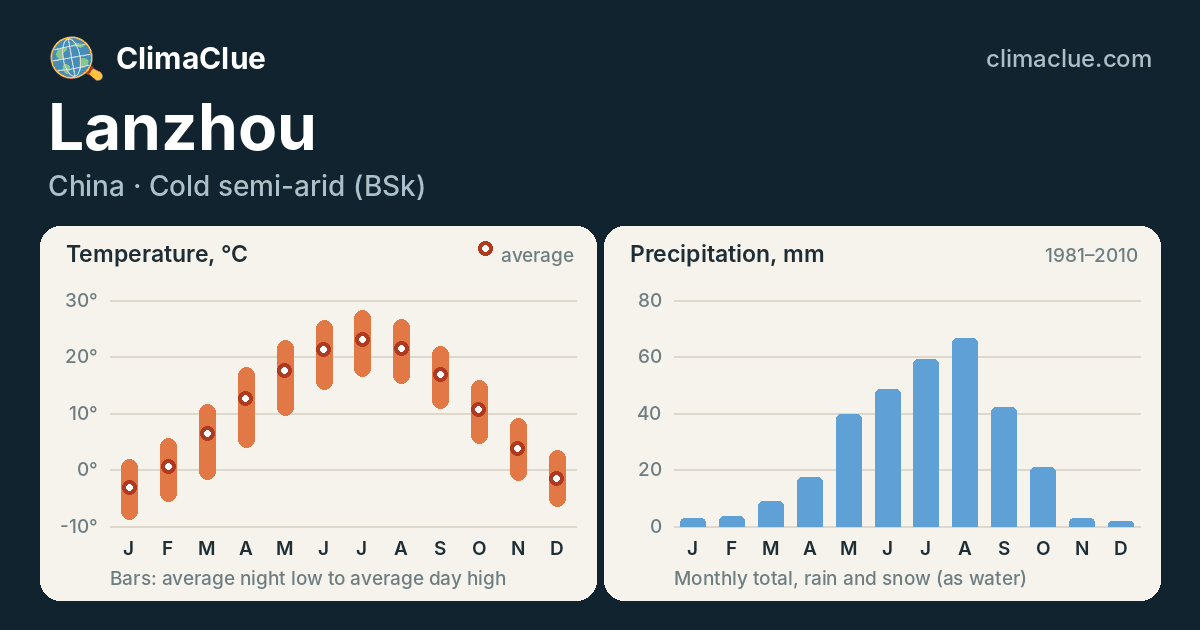 ClimaClue
climaclue.com
Lanzhou
China · Cold semi-arid (BSk)
Temperature, °C
average
30°
20°
10°
0°
-10°
J F M A M J J A S O N D
Bars: average night low to average day high
Precipitation, mm
1981–2010
80
60
40
20
0
J F M A M J J A S O N D
Monthly total, rain and snow (as water)